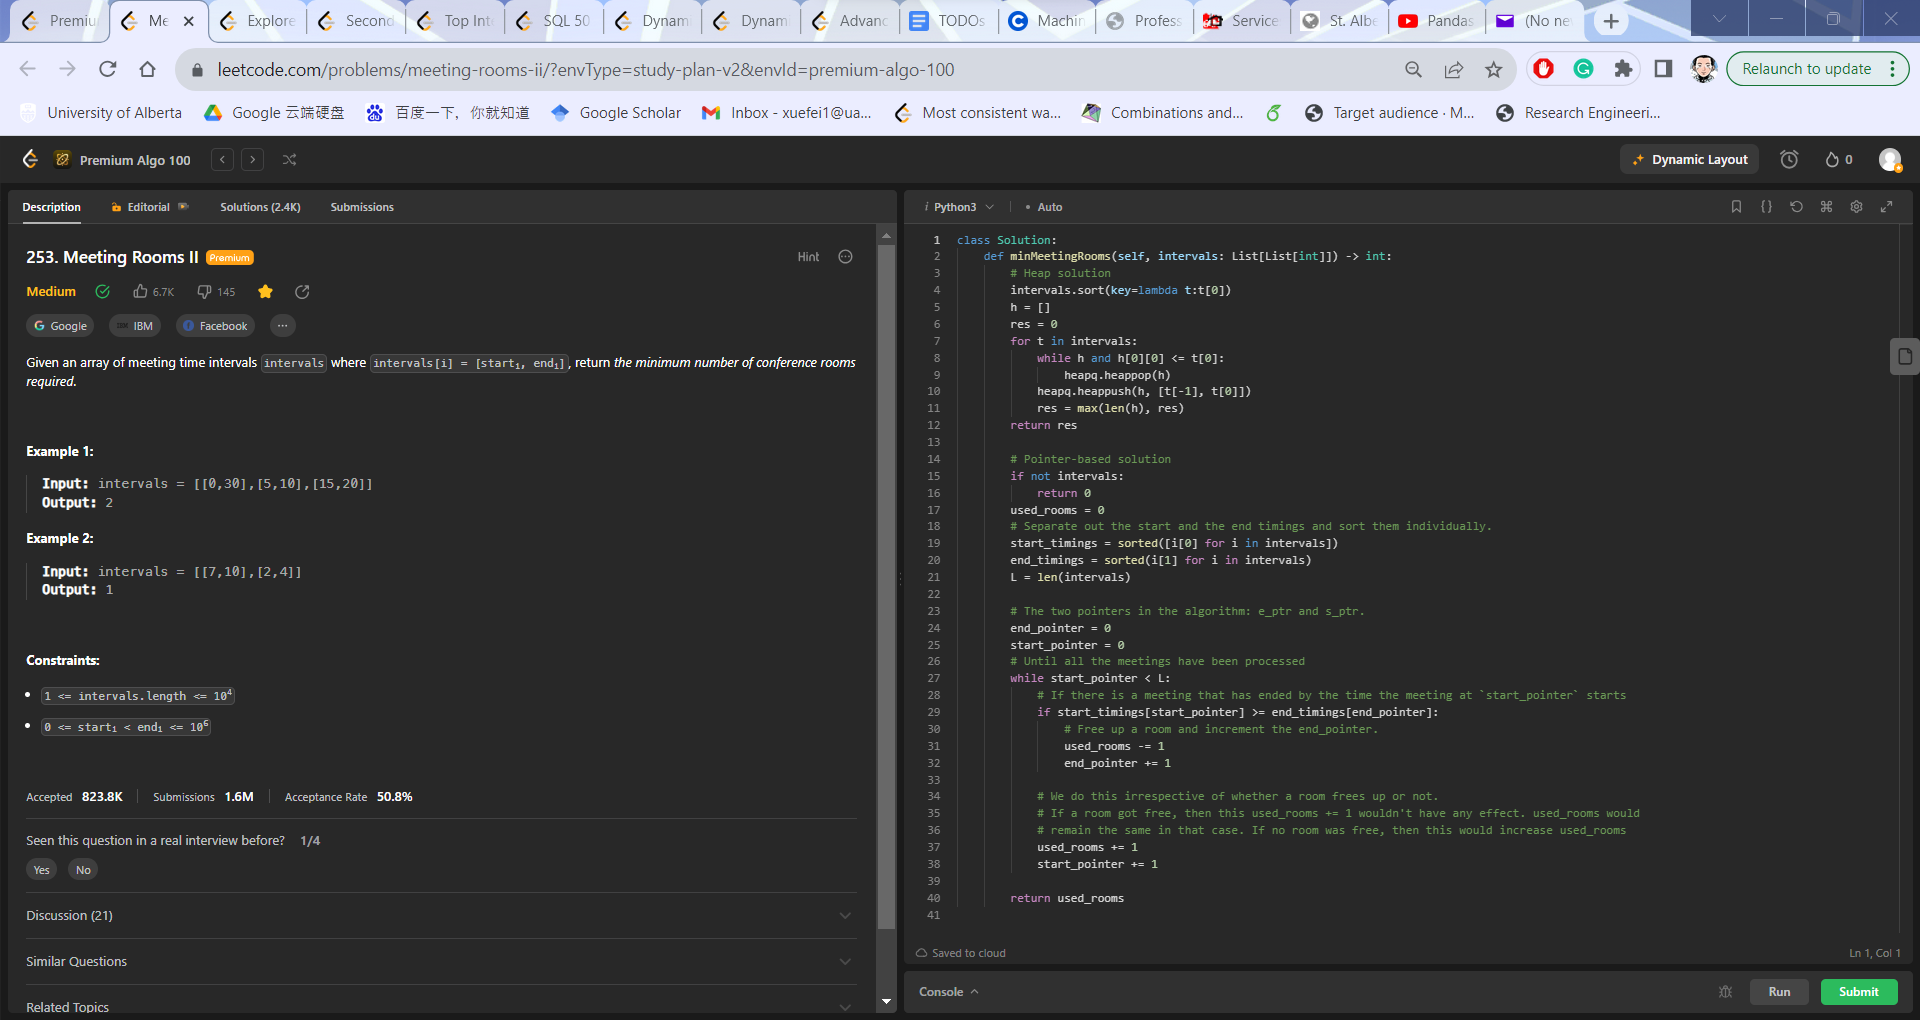 Premiu
Me
Explore
Second
Top Int
SQL 50
Dynam
Dynam
Advanc
TODOs
Machin
Profess
Service
St. Albe
Pandas
(No ne
leetcode.com/problems/meeting-rooms-ii/?envType=study-plan-v2&envId=premium-algo-100
Relaunch to update
University of Alberta
Google 云端硬盘
百度一下，你就知道
Google Scholar
Inbox - xuefei1@ua...
Most consistent wa...
Combinations and...
Target audience · M...
Research Engineeri...
Premium Algo 100
Dynamic Layout
0
Description
Editorial
Solutions (2.4K)
Submissions
253. Meeting Rooms II
Premium
Hint
Medium
6.7K
145
Google
IBM
Facebook
Given an array of meeting time intervals intervals where intervals[i] = [startᵢ, endᵢ], return the minimum number of conference rooms
required.
Example 1:
Input: intervals = [[0,30],[5,10],[15,20]]
Output: 2
Example 2:
Input: intervals = [[7,10],[2,4]]
Output: 1
Constraints:
• 1 <= intervals.length <= 10⁴
• 0 <= startᵢ < endᵢ <= 10⁶
Accepted 823.8K
Submissions 1.6M
Acceptance Rate 50.8%
Seen this question in a real interview before? 1/4
Yes
No
Discussion (21)
Similar Questions
Related Topics
i Python3
• Auto
1 class Solution:
2     def minMeetingRooms(self, intervals: List[List[int]]) -> int:
3         # Heap solution
4         intervals.sort(key=lambda t:t[0])
5         h = []
6         res = 0
7         for t in intervals:
8             while h and h[0][0] <= t[0]:
9                 heapq.heappop(h)
10             heapq.heappush(h, [t[-1], t[0]])
11             res = max(len(h), res)
12         return res
13
14         # Pointer-based solution
15         if not intervals:
16             return 0
17         used_rooms = 0
18         # Separate out the start and the end timings and sort them individually.
19         start_timings = sorted([i[0] for i in intervals])
20         end_timings = sorted(i[1] for i in intervals)
21         L = len(intervals)
22
23         # The two pointers in the algorithm: e_ptr and s_ptr.
24         end_pointer = 0
25         start_pointer = 0
26         # Until all the meetings have been processed
27         while start_pointer < L:
28             # If there is a meeting that has ended by the time the meeting at `start_pointer` starts
29             if start_timings[start_pointer] >= end_timings[end_pointer]:
30                 # Free up a room and increment the end_pointer.
31                 used_rooms -= 1
32                 end_pointer += 1
33
34             # We do this irrespective of whether a room frees up or not.
35             # If a room got free, then this used_rooms += 1 wouldn't have any effect. used_rooms would
36             # remain the same in that case. If no room was free, then this would increase used_rooms
37             used_rooms += 1
38             start_pointer += 1
39
40         return used_rooms
41
Saved to cloud
Ln 1, Col 1
Console
Run
Submit